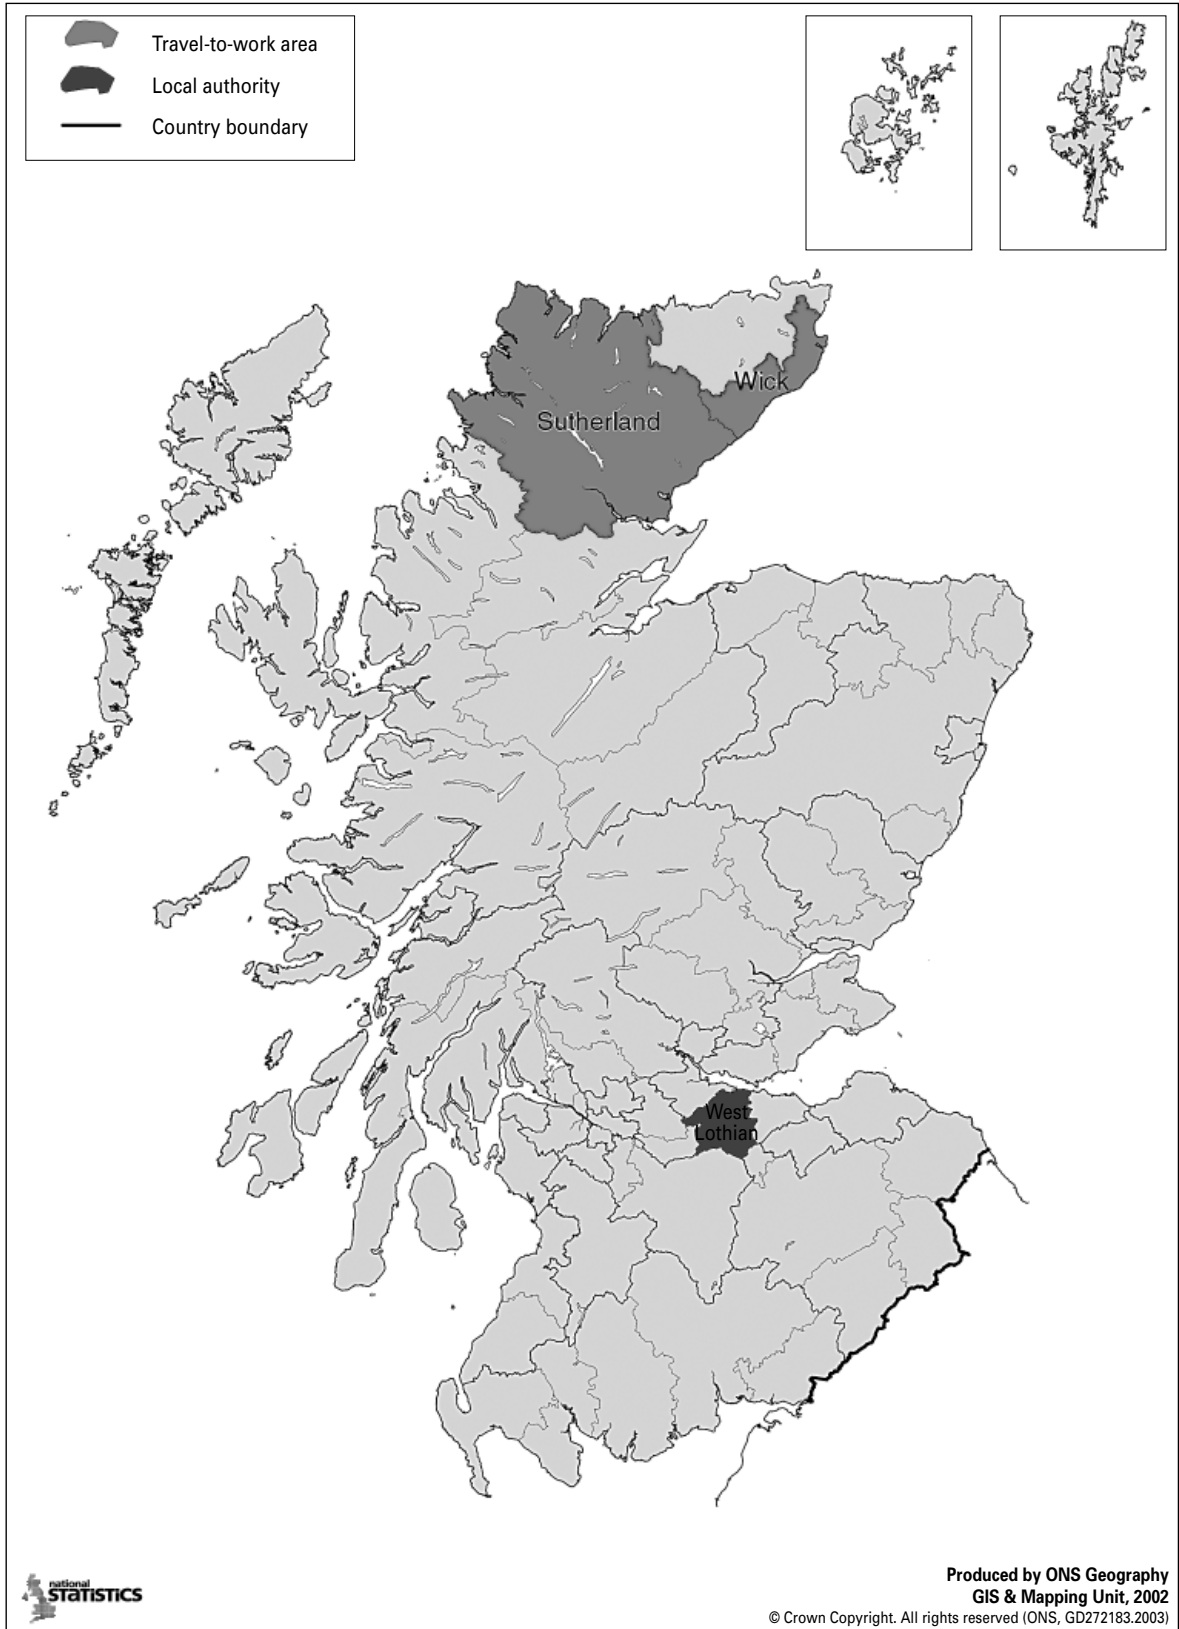 Travel-to-work area
Local authority
Country boundary
Wick
Sutherland
West
Lothian
national
STATISTICS
Produced by ONS Geography
GIS & Mapping Unit, 2002
© Crown Copyright. All rights reserved (ONS, GD272183.2003)